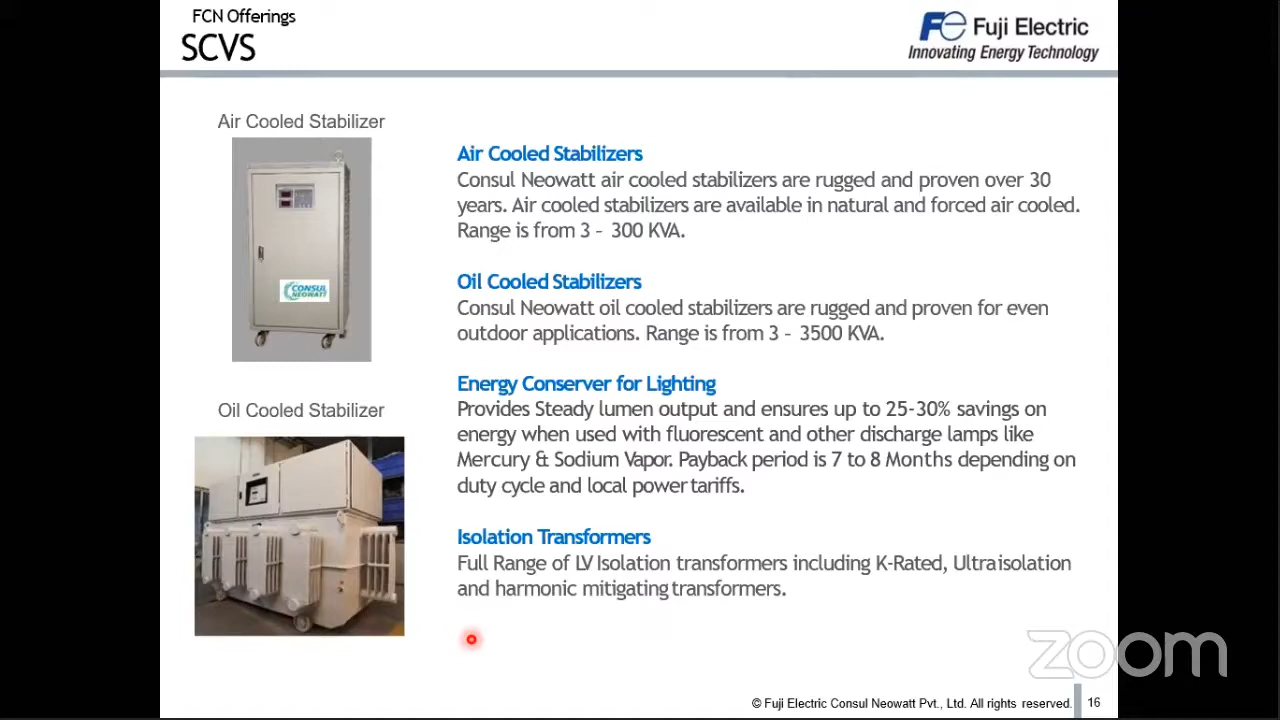 FCN Offerings
SCVS
Fe Fuji Electric
Innovating Energy Technology
Air Cooled Stabilizer
CONSUL
NEOWATT
Oil Cooled Stabilizer
Air Cooled Stabilizers
Consul Neowatt air cooled stabilizers are rugged and proven over 30
years. Air cooled stabilizers are available in natural and forced air cooled.
Range is from 3 – 300 KVA.
Oil Cooled Stabilizers
Consul Neowatt oil cooled stabilizers are rugged and proven for even
outdoor applications. Range is from 3 – 3500 KVA.
Energy Conserver for Lighting
Provides Steady lumen output and ensures up to 25-30% savings on
energy when used with fluorescent and other discharge lamps like
Mercury & Sodium Vapor. Payback period is 7 to 8 Months depending on
duty cycle and local power tariffs.
Isolation Transformers
Full Range of LV Isolation transformers including K-Rated, Ultraisolation
and harmonic mitigating transformers.
zoom
© Fuji Electric Consul Neowatt Pvt., Ltd. All rights reserved.
16